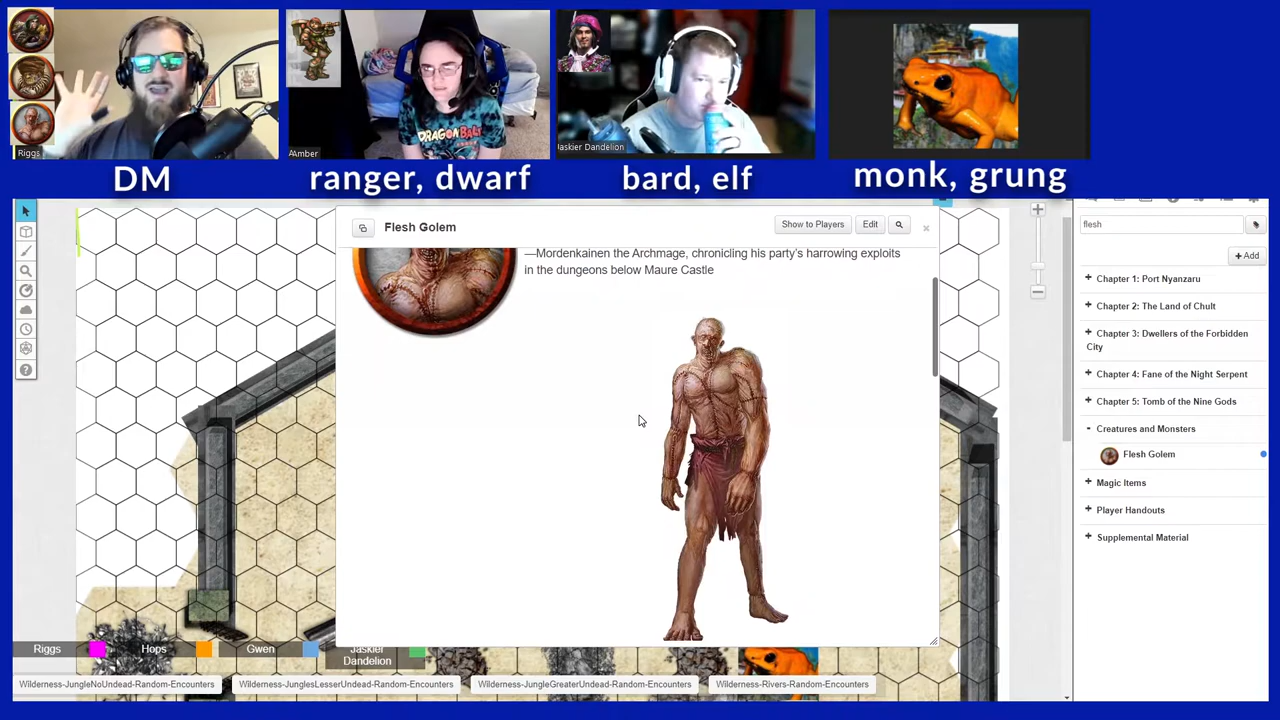 Riggs
Amber
DRAGON BALL
Jaskier Dandelion
DM
ranger, dwarf
bard, elf
monk, grung
Flesh Golem
Show to Players
Edit
—Mordenkainen the Archmage, chronicling his party's harrowing exploits
in the dungeons below Maure Castle
flesh
+ Add
Chapter 1: Port Nyanzaru
Chapter 2: The Land of Chult
Chapter 3: Dwellers of the Forbidden
City
Chapter 4: Fane of the Night Serpent
Chapter 5: Tomb of the Nine Gods
Creatures and Monsters
Flesh Golem
Magic Items
Player Handouts
Supplemental Material
Riggs
Hops
Gwen
Jaskier
Dandelion
Wilderness-JungleNoUndead-Random-Encounters
Wilderness-JunglesLesserUndead-Random-Encounters
Wilderness-JungleGreaterUndead-Random-Encounters
Wilderness-Rivers-Random-Encounters